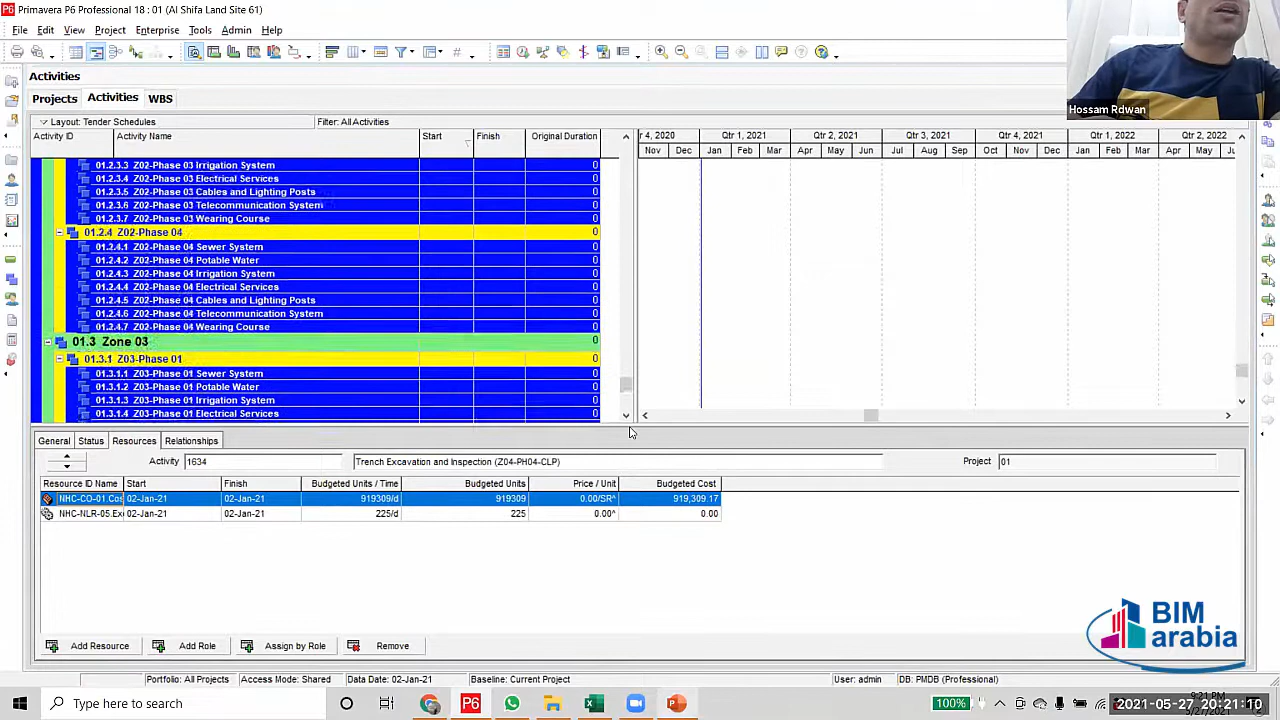 Primavera P6 Professional 18 : 01 (Al Shifa Land Site 61)
File Edit View Project Enterprise Tools Admin Help
Activities
Projects Activities WBS
Layout: Tender Schedules Filter: All Activities
Activity ID Activity Name Start Finish Original Duration
r 4, 2020 Qtr 1, 2021 Qtr 2, 2021 Qtr 3, 2021 Qtr 4, 2021 Qtr 1, 2022 Qtr 2, 2022
Nov Dec Jan Feb Mar Apr May Jun Jul Aug Sep Oct Nov Dec Jan Feb Mar Apr May
01.2.3.3 Z02-Phase 03 Irrigation System 0
01.2.3.4 Z02-Phase 03 Electrical Services 0
01.2.3.5 Z02-Phase 03 Cables and Lighting Posts 0
01.2.3.6 Z02-Phase 03 Telecommunication System 0
01.2.3.7 Z02-Phase 03 Wearing Course 0
01.2.4 Z02-Phase 04 0
01.2.4.1 Z02-Phase 04 Sewer System 0
01.2.4.2 Z02-Phase 04 Potable Water 0
01.2.4.3 Z02-Phase 04 Irrigation System 0
01.2.4.4 Z02-Phase 04 Electrical Services 0
01.2.4.5 Z02-Phase 04 Cables and Lighting Posts 0
01.2.4.6 Z02-Phase 04 Telecommunication System 0
01.2.4.7 Z02-Phase 04 Wearing Course 0
01.3 Zone 03 0
01.3.1 Z03-Phase 01 0
01.3.1.1 Z03-Phase 01 Sewer System 0
01.3.1.2 Z03-Phase 01 Potable Water 0
01.3.1.3 Z03-Phase 01 Irrigation System 0
01.3.1.4 Z03-Phase 01 Electrical Services 0
Hossam Rdwan
General Status Resources Relationships
Activity 1634 Trench Excavation and Inspection (Z04-PH04-CLP) Project 01
Resource ID Name Start Finish Budgeted Units / Time Budgeted Units Price / Unit Budgeted Cost
NHC-CO-01.Cos 02-Jan-21 02-Jan-21 919309/d 919309 0.00/SR^ 919,309.17
NHC-NLR-05.Ex 02-Jan-21 02-Jan-21 225/d 225 0.00^ 0.00
Add Resource Add Role Assign by Role Remove
BIM
arabia
Portfolio: All Projects Access Mode: Shared Data Date: 02-Jan-21 Baseline: Current Project User: admin DB: PMDB (Professional)
Type here to search
100%
9:21 PM
2021-05-27 20:21:10